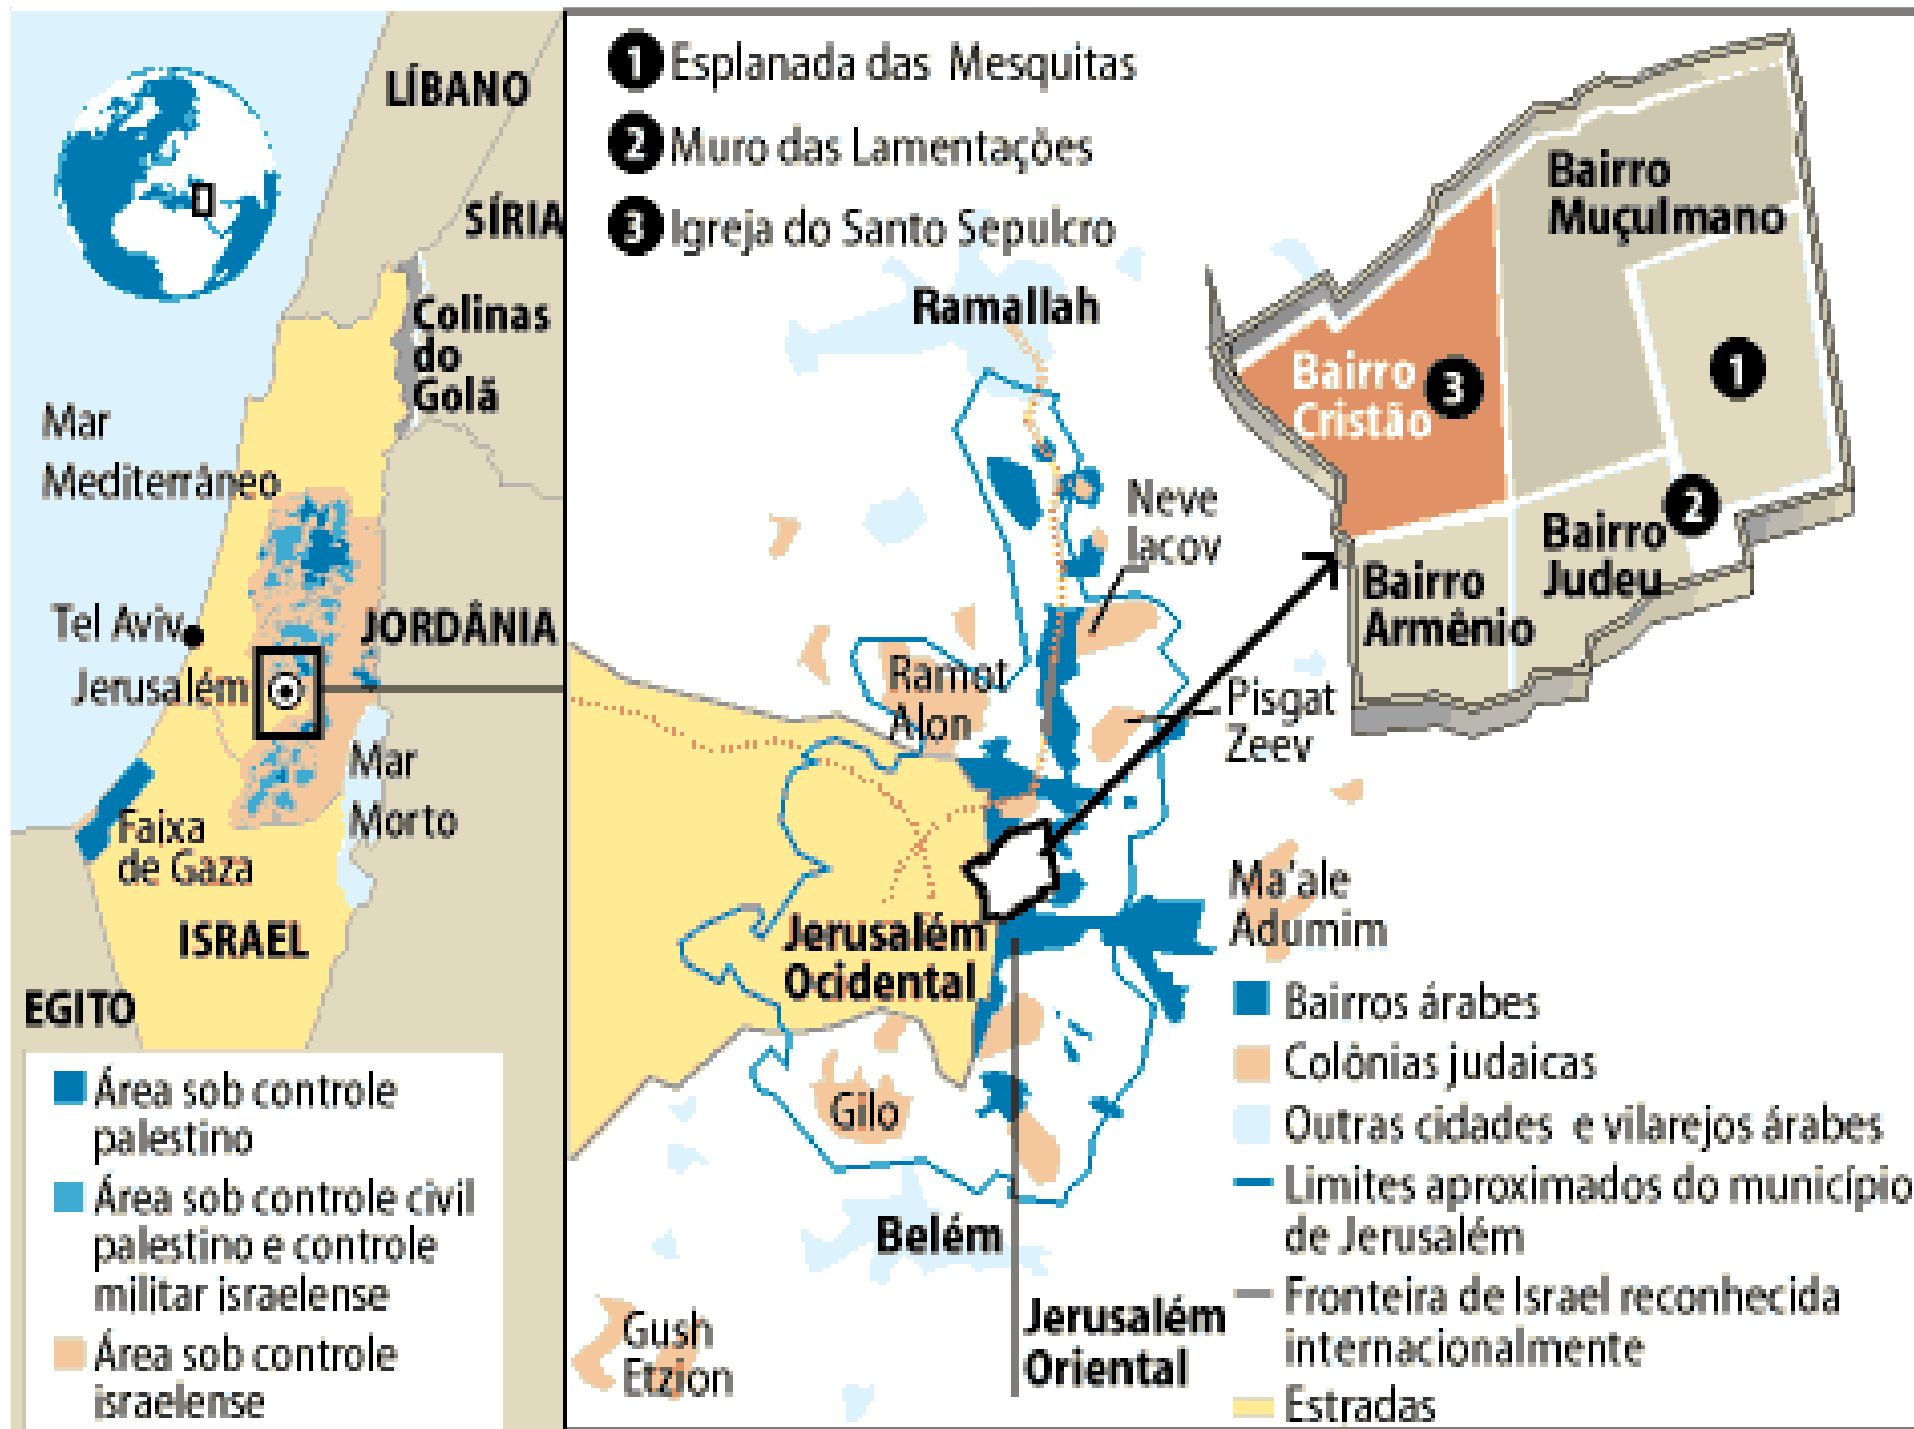 LÍBANO
SÍRIA
Colinas
do
Golã
Mar
Mediterrâneo
Tel Aviv
JORDÂNIA
Jerusalém
Mar
Morto
Faixa
de Gaza
ISRAEL
EGITO
Área sob controle
palestino
Área sob controle civil
palestino e controle
militar israelense
Área sob controle
israelense
1 Esplanada das Mesquitas
2 Muro das Lamentações
3 Igreja do Santo Sepulcro
Ramallah
Neve
Jacov
Ramot
Alon
Pisgat
Zeev
Ma'ale
Adumim
Jerusalém
Ocidental
Gilo
Belém
Gush
Etzion
Jerusalém
Oriental
Bairro
Muçulmano
1
Bairro
Cristão
3
2
Bairro
Judeu
Bairro
Armênio
Bairros árabes
Colônias judaicas
Outras cidades e vilarejos árabes
Limites aproximados do município
de Jerusalém
Fronteira de Israel reconhecida
internacionalmente
Estradas